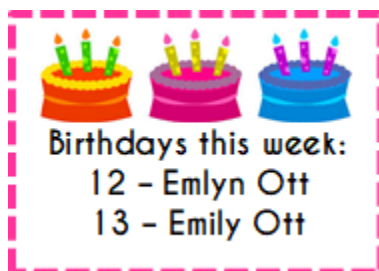 Birthdays this week:
12 – Emlyn Ott
13 – Emily Ott